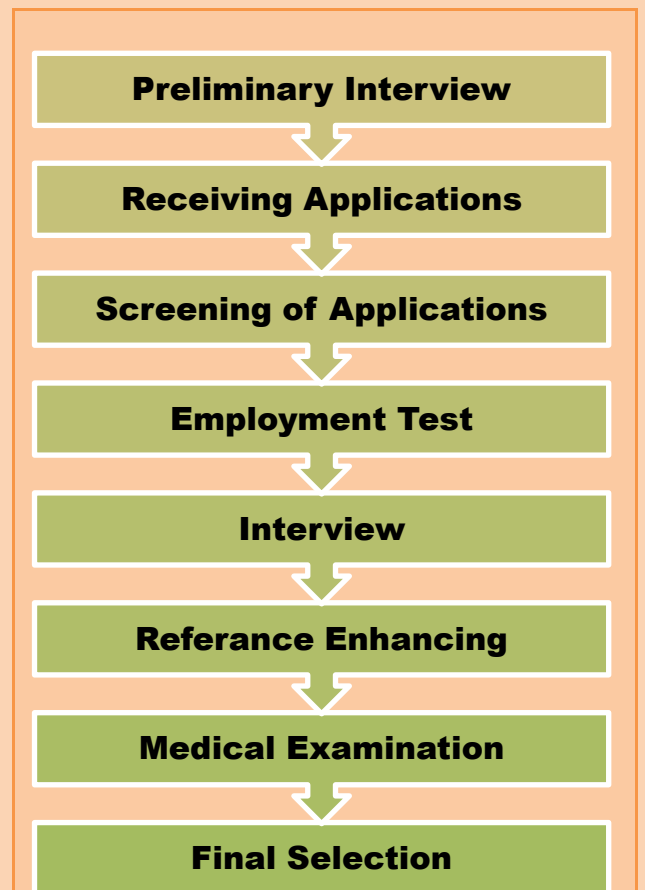 Preliminary Interview
Receiving Applications
Screening of Applications
Employment Test
Interview
Referance Enhancing
Medical Examination
Final Selection